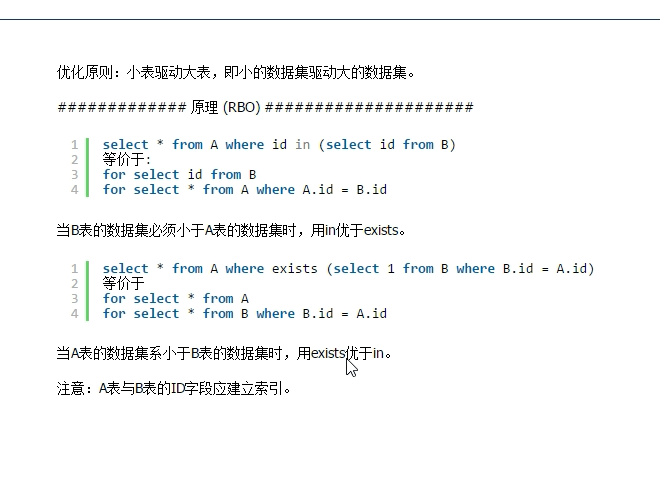 优化原则：小表驱动大表，即小的数据集驱动大的数据集。
############# 原理 (RBO) #####################
1 select * from A where id in (select id from B)
2 等价于:
3 for select id from B
4 for select * from A where A.id = B.id
当B表的数据集必须小于A表的数据集时，用in优于exists。
1 select * from A where exists (select 1 from B where B.id = A.id)
2 等价于
3 for select * from A
4 for select * from B where B.id = A.id
当A表的数据集系小于B表的数据集时，用exists优于in。
注意：A表与B表的ID字段应建立索引。